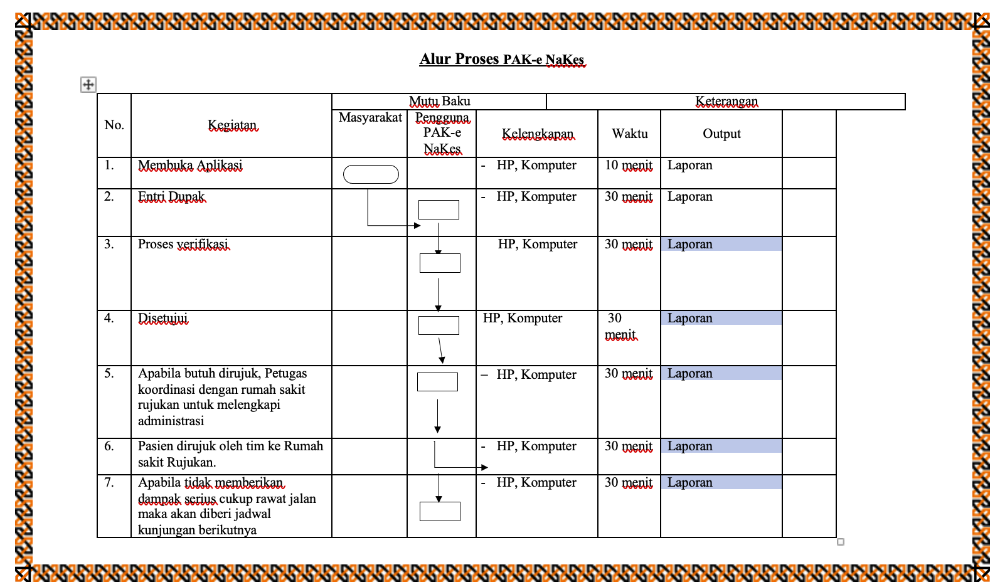 Alur Proses PAK-e NaKes
No.
Kegiatan
Mutu Baku
Keterangan
Masyarakat
Pengguna
PAK-e
NaKes
Kelengkapan
Waktu
Output
1.
Membuka Aplikasi
- HP, Komputer
10 menit
Laporan
2.
Entri Dupak
- HP, Komputer
30 menit
Laporan
3.
Proses verifikasi
HP, Komputer
30 menit
Laporan
4.
Disetujui
HP, Komputer
30
menit
Laporan
5.
Apabila butuh dirujuk, Petugas
koordinasi dengan rumah sakit
rujukan untuk melengkapi
administrasi
– HP, Komputer
30 menit
Laporan
6.
Pasien dirujuk oleh tim ke Rumah
sakit Rujukan.
- HP, Komputer
30 menit
Laporan
7.
Apabila tidak memberikan
dampak serius cukup rawat jalan
maka akan diberi jadwal
kunjungan berikutnya
- HP, Komputer
30 menit
Laporan